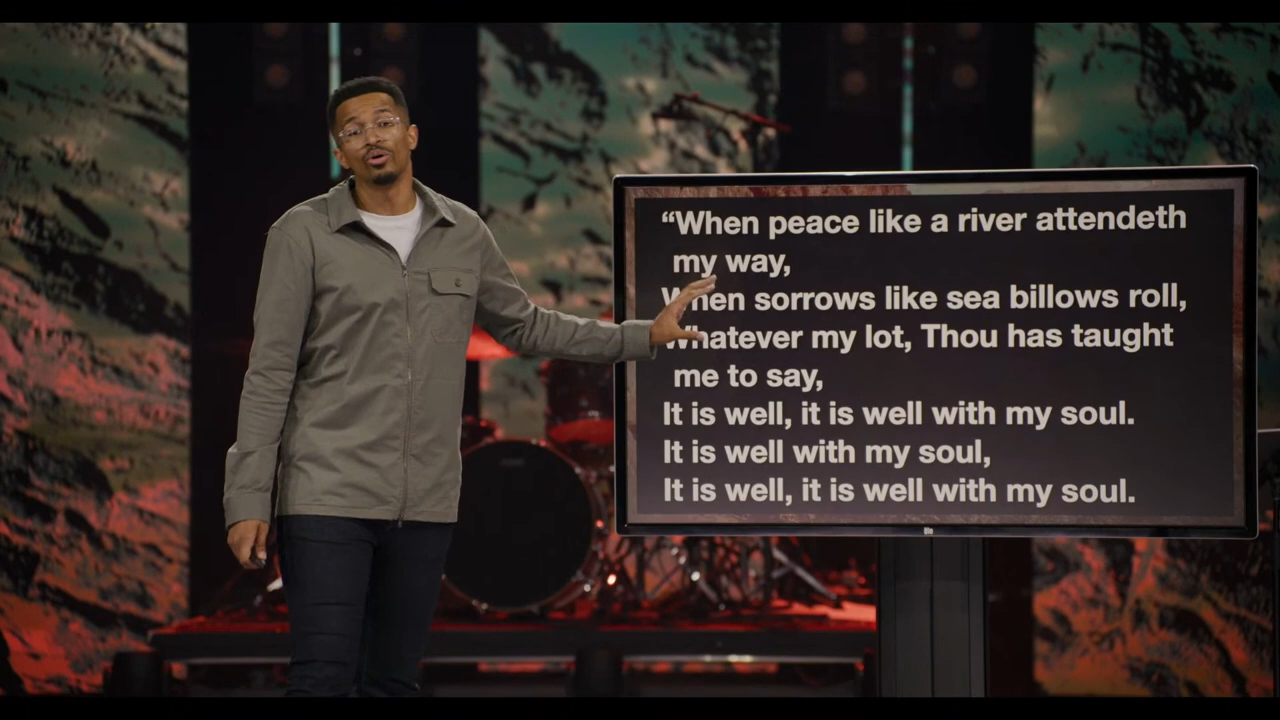 “When peace like a river attendeth
my way,
When sorrows like sea billows roll,
Whatever my lot, Thou has taught
me to say,
It is well, it is well with my soul.
It is well with my soul,
It is well, it is well with my soul.